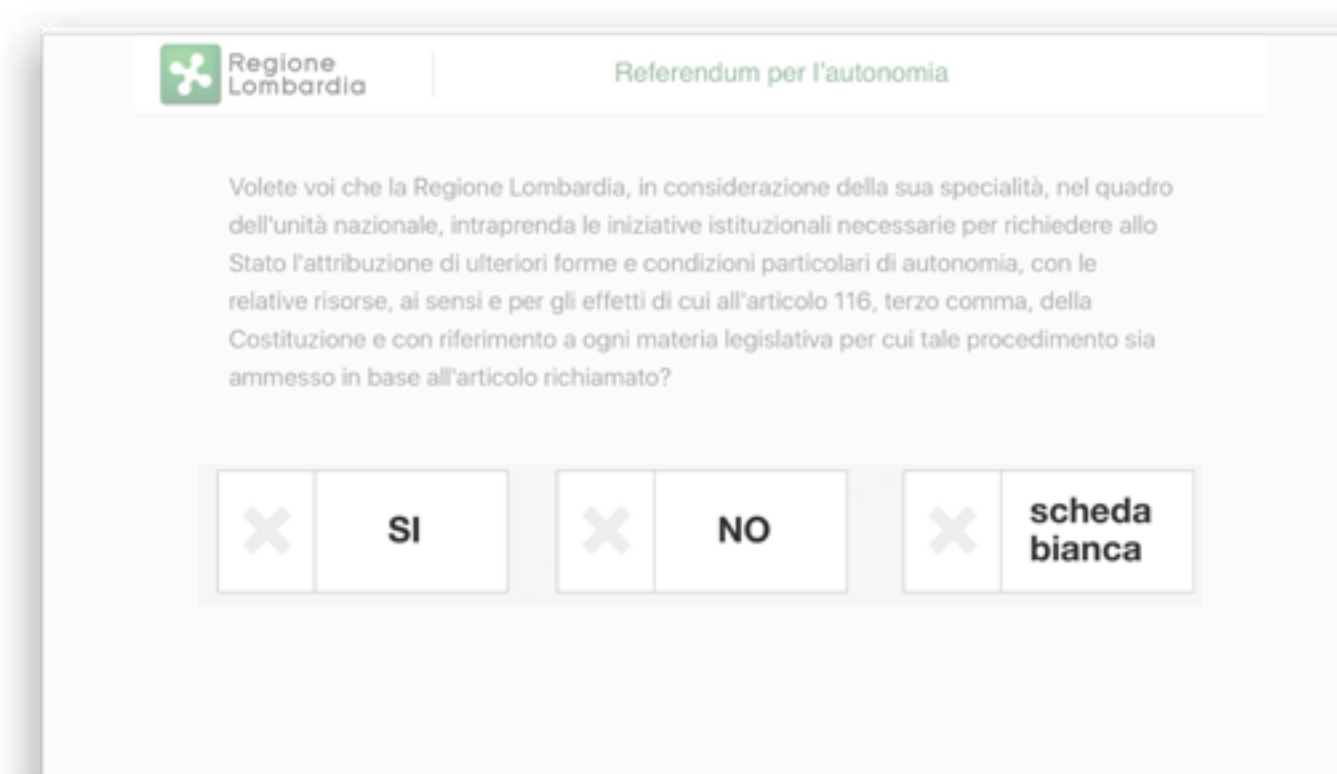 Regione
Lombardia
Referendum per l'autonomia
Volete voi che la Regione Lombardia, in considerazione della sua specialità, nel quadro
dell'unità nazionale, intraprenda le iniziative istituzionali necessarie per richiedere allo
Stato l'attribuzione di ulteriori forme e condizioni particolari di autonomia, con le
relative risorse, ai sensi e per gli effetti di cui all'articolo 116, terzo comma, della
Costituzione e con riferimento a ogni materia legislativa per cui tale procedimento sia
ammesso in base all'articolo richiamato?
SI
NO
scheda
bianca